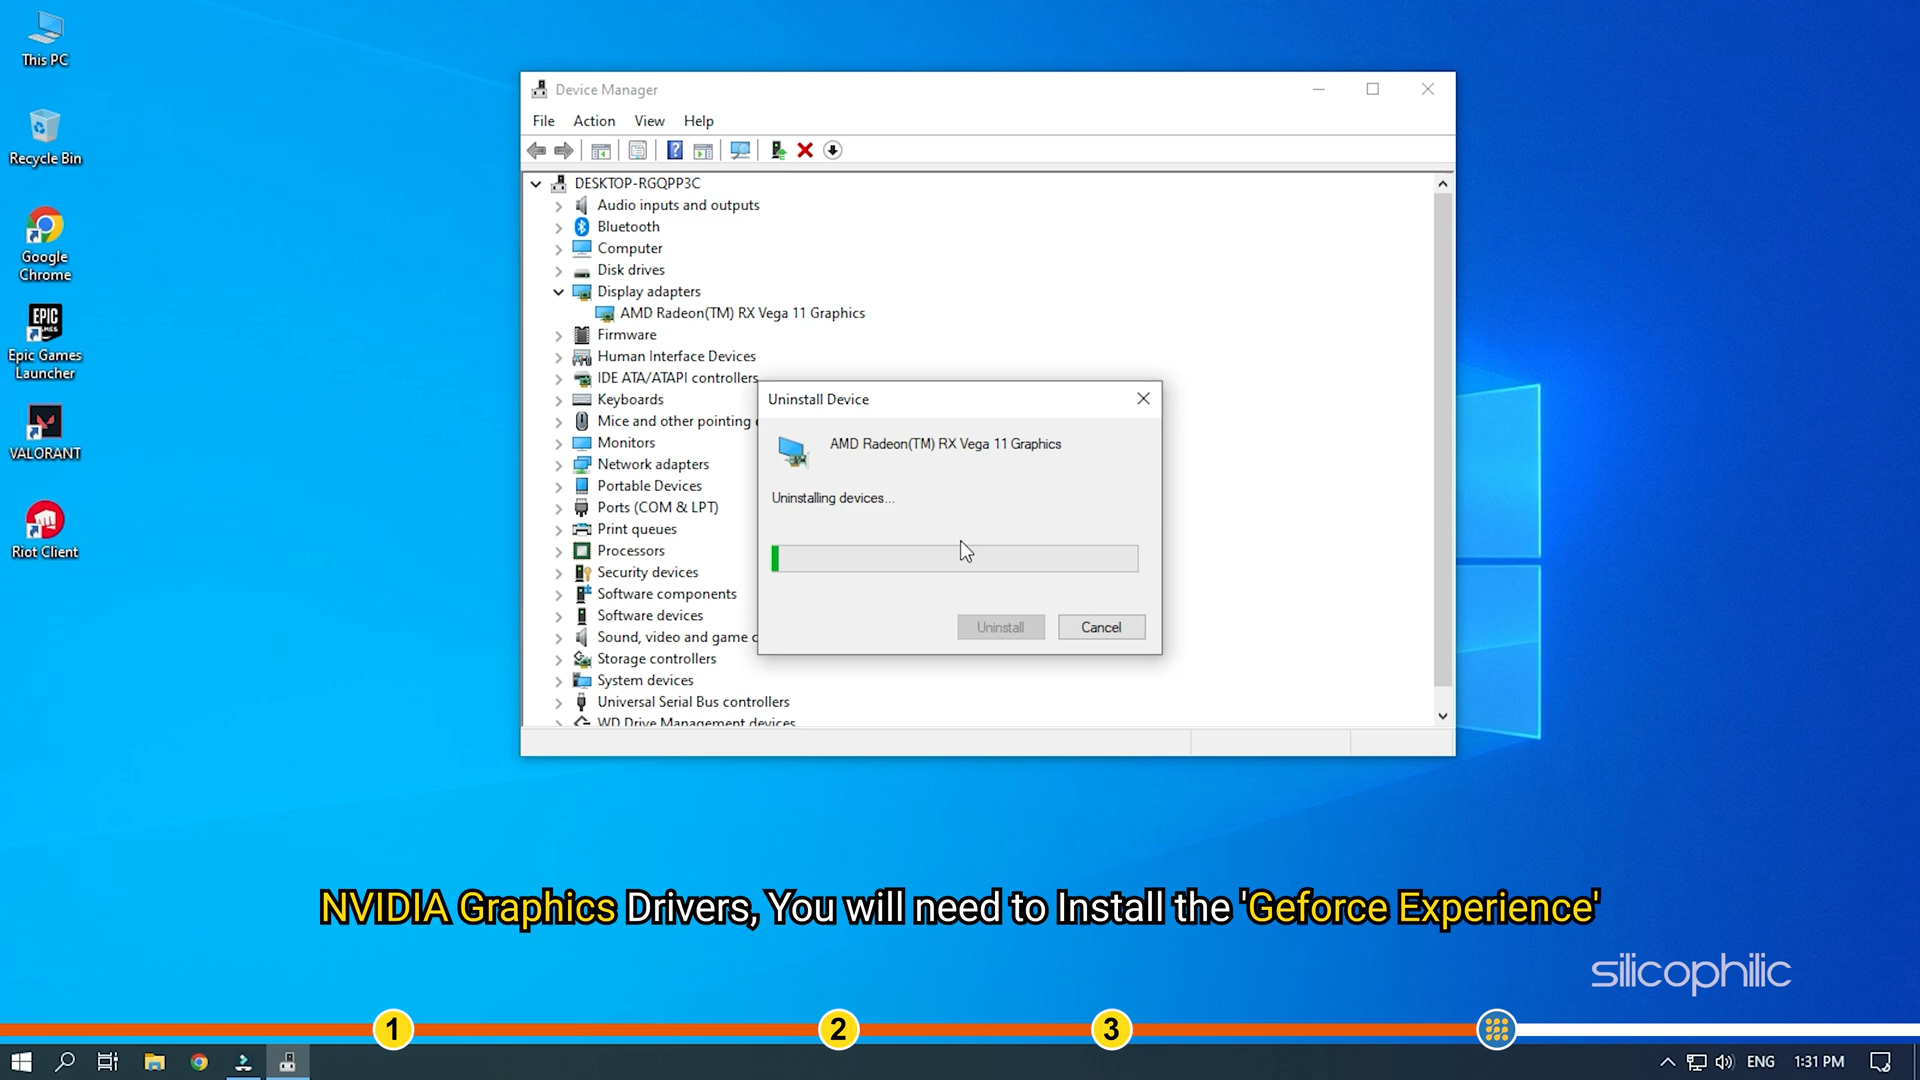 This PC
Recycle Bin
Google
Chrome
EPIC
GAMES
Epic Games
Launcher
VALORANT
Riot Client
Device Manager
File Action View Help
DESKTOP-RGQPP3C
Audio inputs and outputs
Bluetooth
Computer
Disk drives
Display adapters
AMD Radeon(TM) RX Vega 11 Graphics
Firmware
Human Interface Devices
IDE ATA/ATAPI controllers
Keyboards
Mice and other pointing
Monitors
Network adapters
Portable Devices
Ports (COM & LPT)
Print queues
Processors
Security devices
Software components
Software devices
Sound, video and game c
Storage controllers
System devices
Universal Serial Bus controllers
WD Drive Management devices
Uninstall Device
AMD Radeon(TM) RX Vega 11 Graphics
Uninstalling devices...
Uninstall Cancel
NVIDIA Graphics Drivers, You will need to Install the 'Geforce Experience'
silicophilic
1 2 3
ENG 1:31 PM